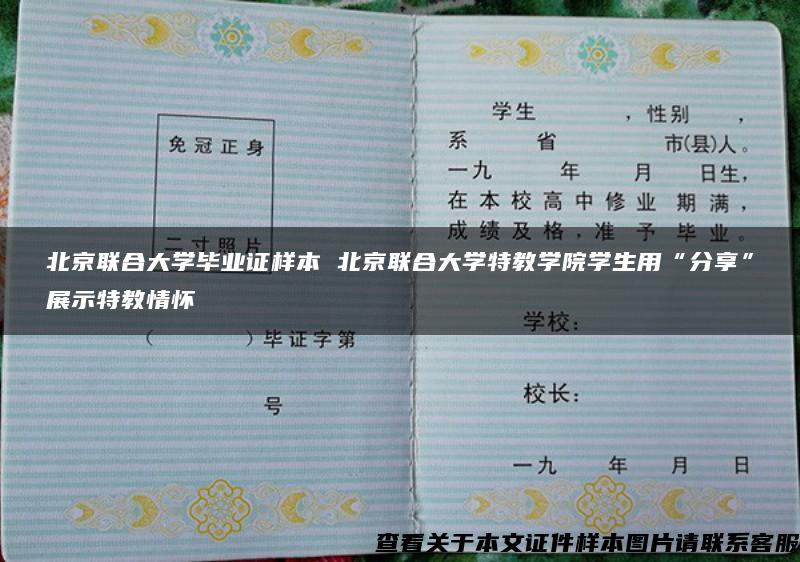 免冠正身
二寸照片
( )毕证字第
号
学生 ,性别 ,
系 省 市(县)人。
一九 年 月 日生,
在本校高中修业 期满,
成绩及格,准予毕业。
学校:
校长:
一九 年 月 日
北京联合大学毕业证样本 北京联合大学特教学院学生用“分享”
展示特教情怀
查看关于本文证件样本图片请联系客服